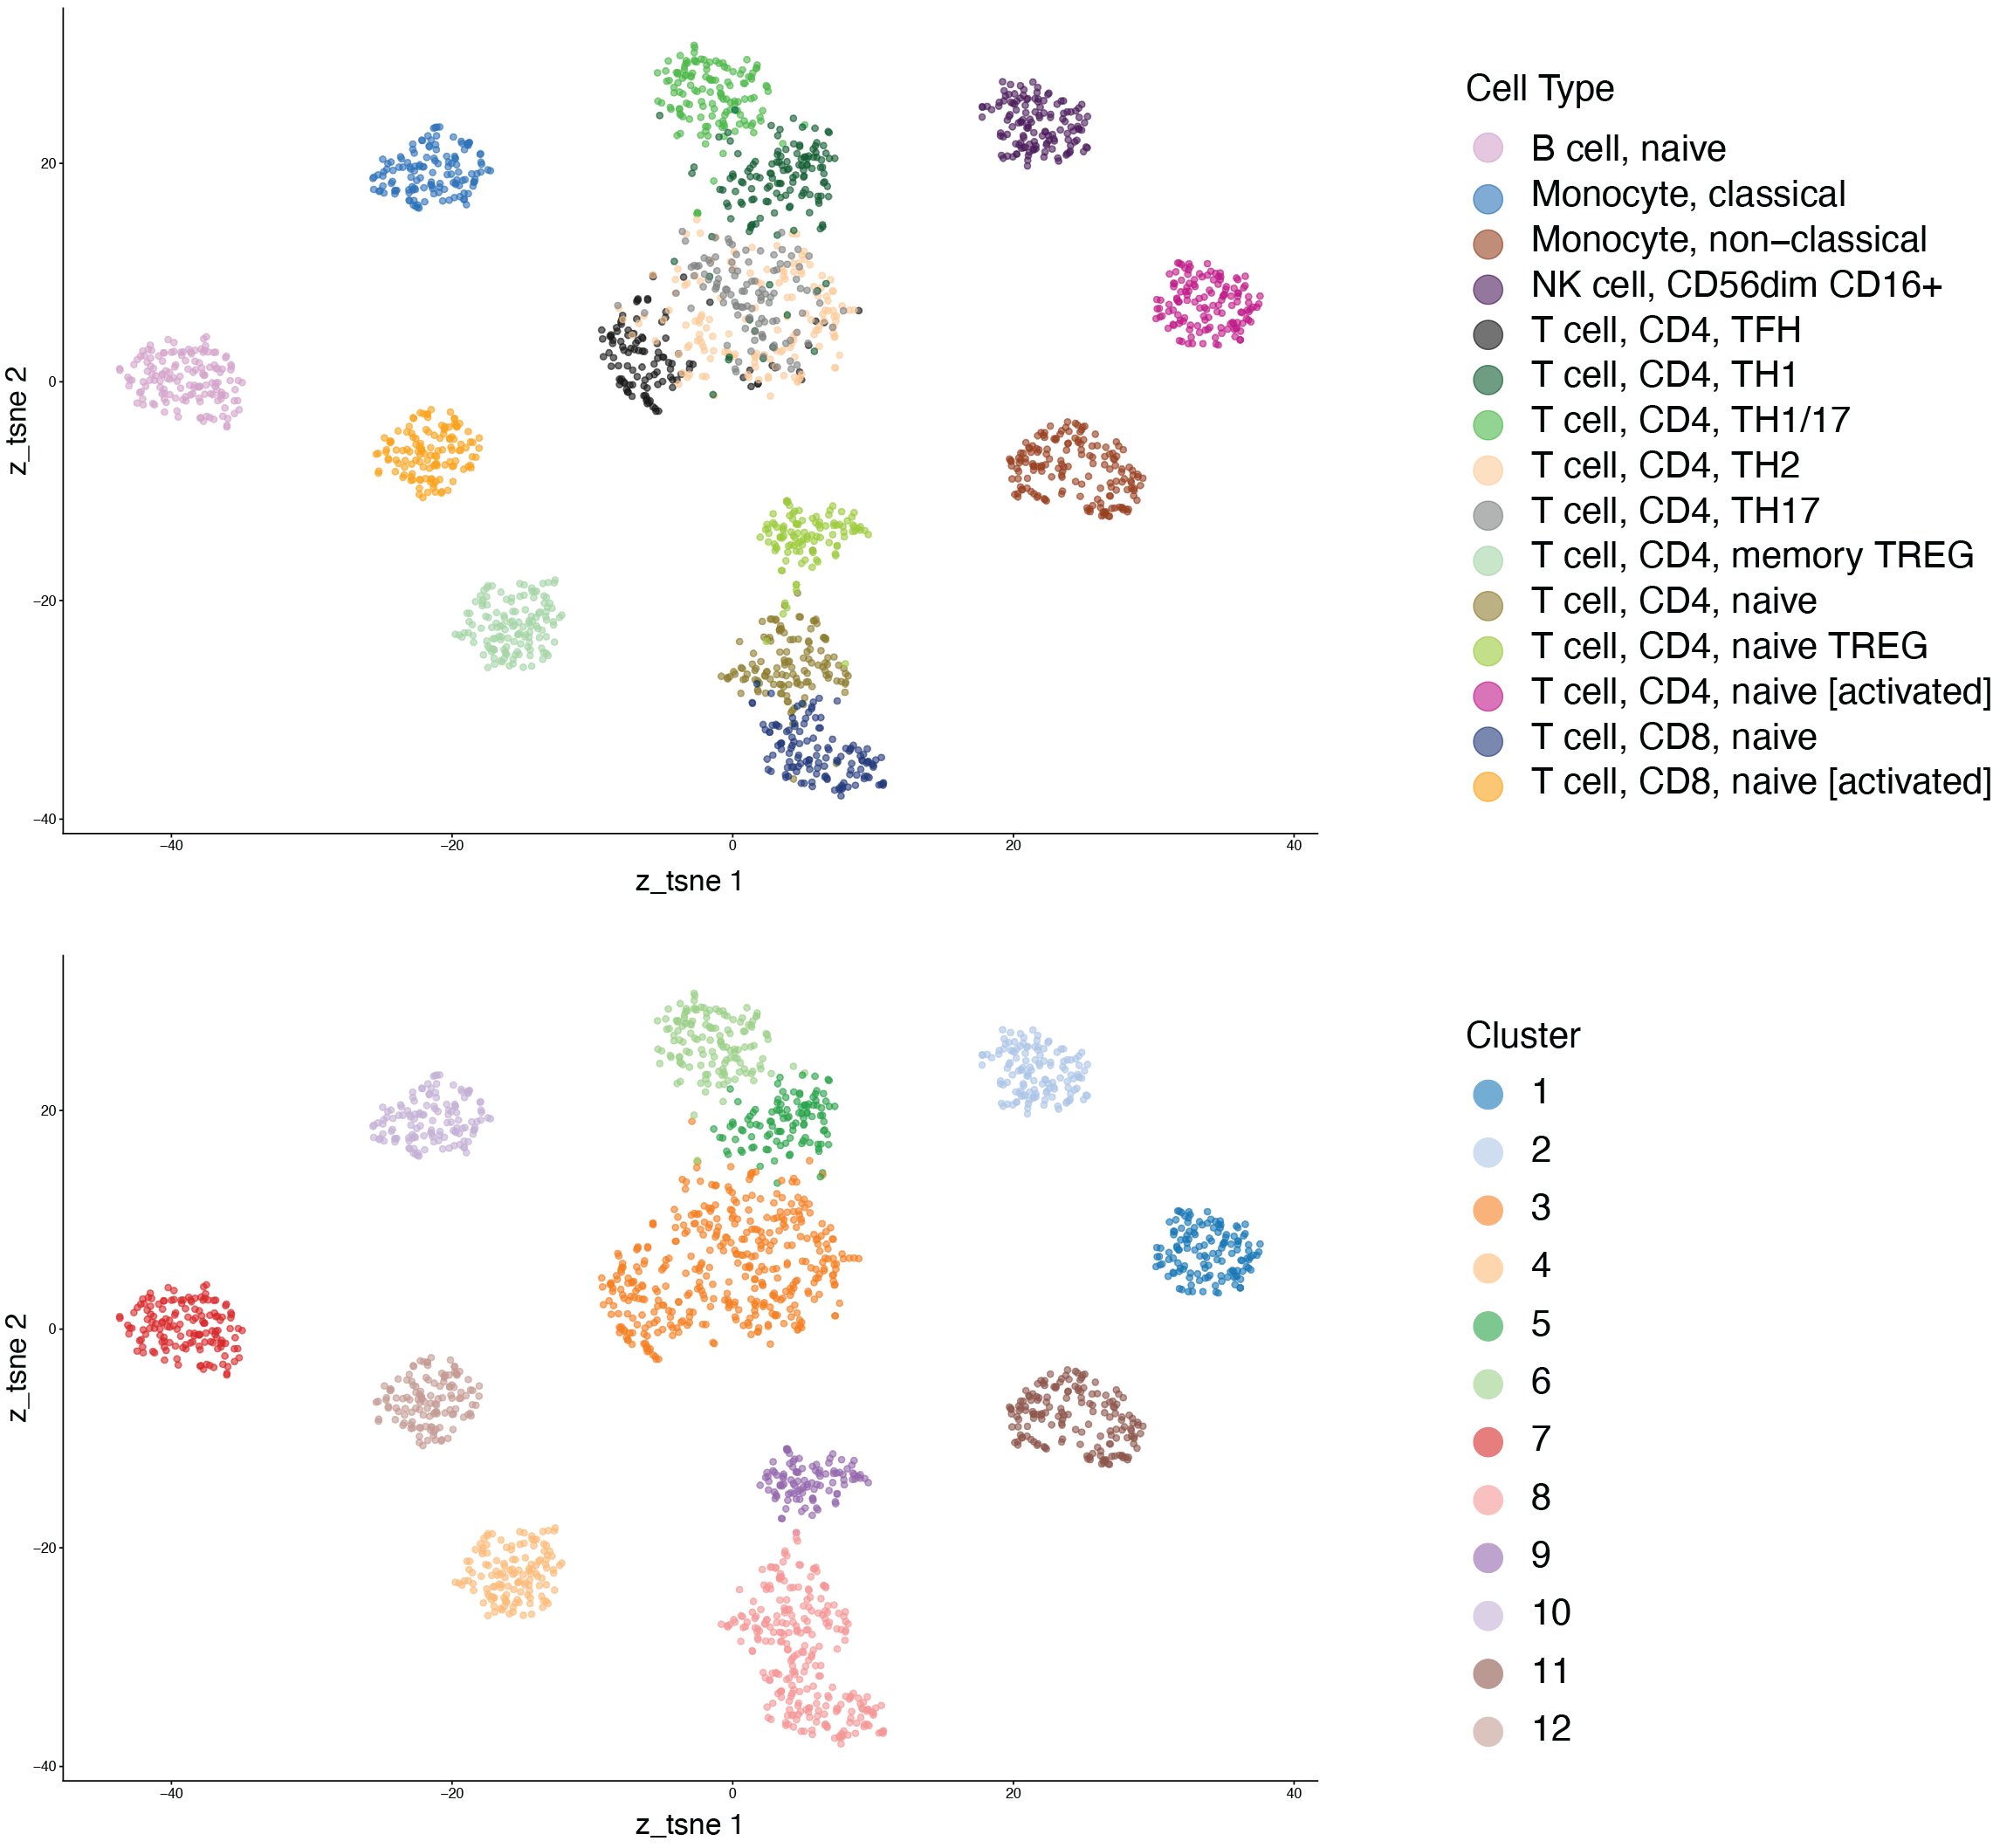 20
0
−20
−40
−40
−20
0
20
40
z_tsne 1
z_tsne 2
Cell Type
B cell, naive
Monocyte, classical
Monocyte, non−classical
NK cell, CD56dim CD16+
T cell, CD4, TFH
T cell, CD4, TH1
T cell, CD4, TH1/17
T cell, CD4, TH2
T cell, CD4, TH17
T cell, CD4, memory TREG
T cell, CD4, naive
T cell, CD4, naive TREG
T cell, CD4, naive [activated]
T cell, CD8, naive
T cell, CD8, naive [activated]
20
0
−20
−40
−40
−20
0
20
40
z_tsne 1
z_tsne 2
Cluster
1
2
3
4
5
6
7
8
9
10
11
12